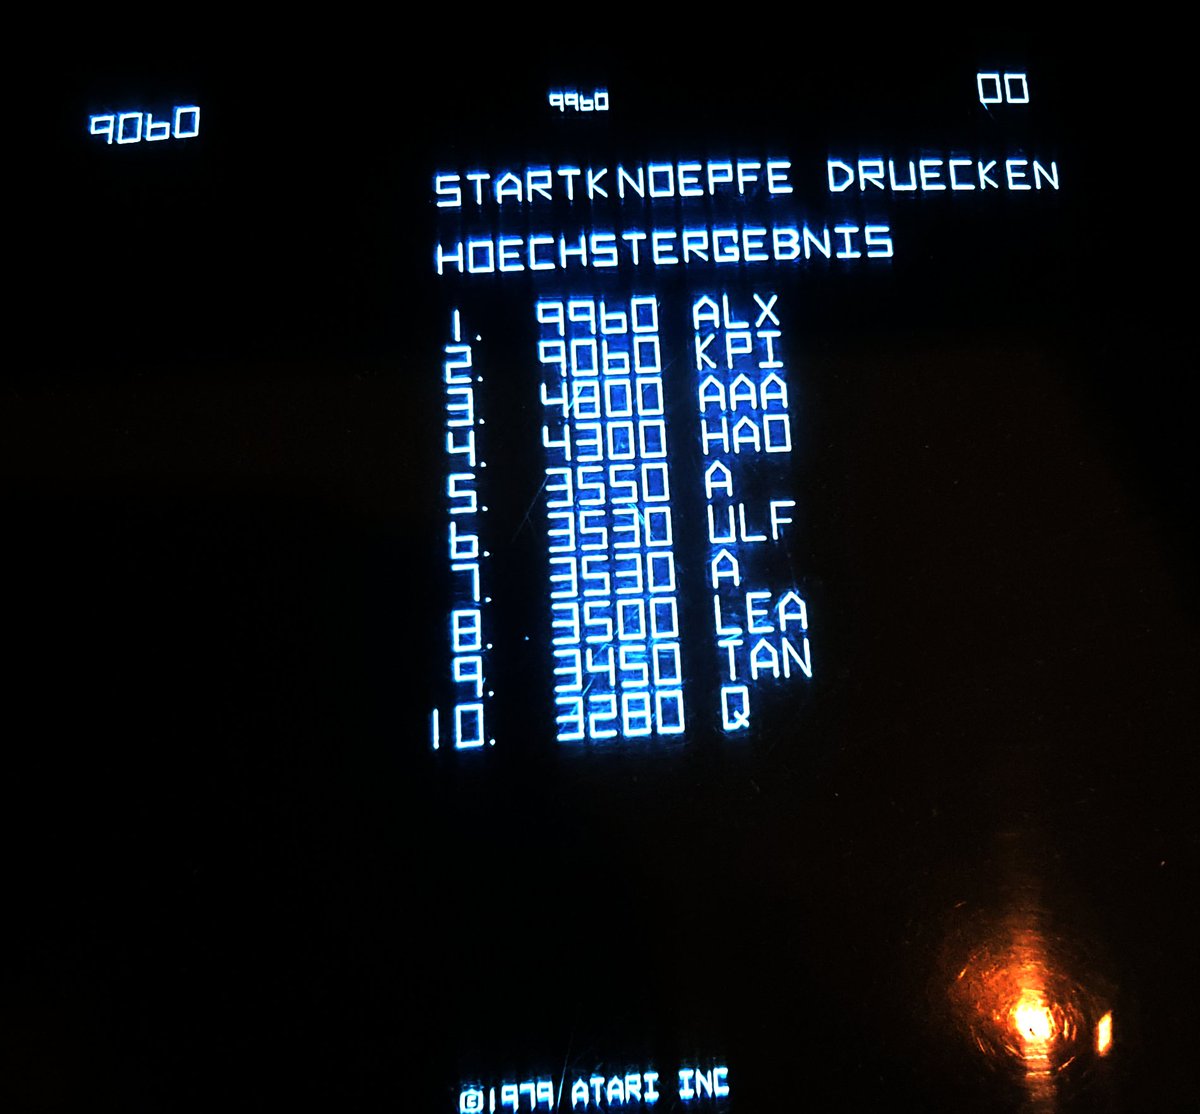 9060 9960 00
STARTKNOEPFE DRUECKEN
HOECHSTERGEBNIS
1. 9960 ALX
2. 9060 KPI
3. 4800 AAA
4. 4300 HAO
5. 3550 A
6. 3530 ULF
7. 3530 A
8. 3500 LEA
9. 3450 TAN
10. 3280 Q
©1979 ATARI INC